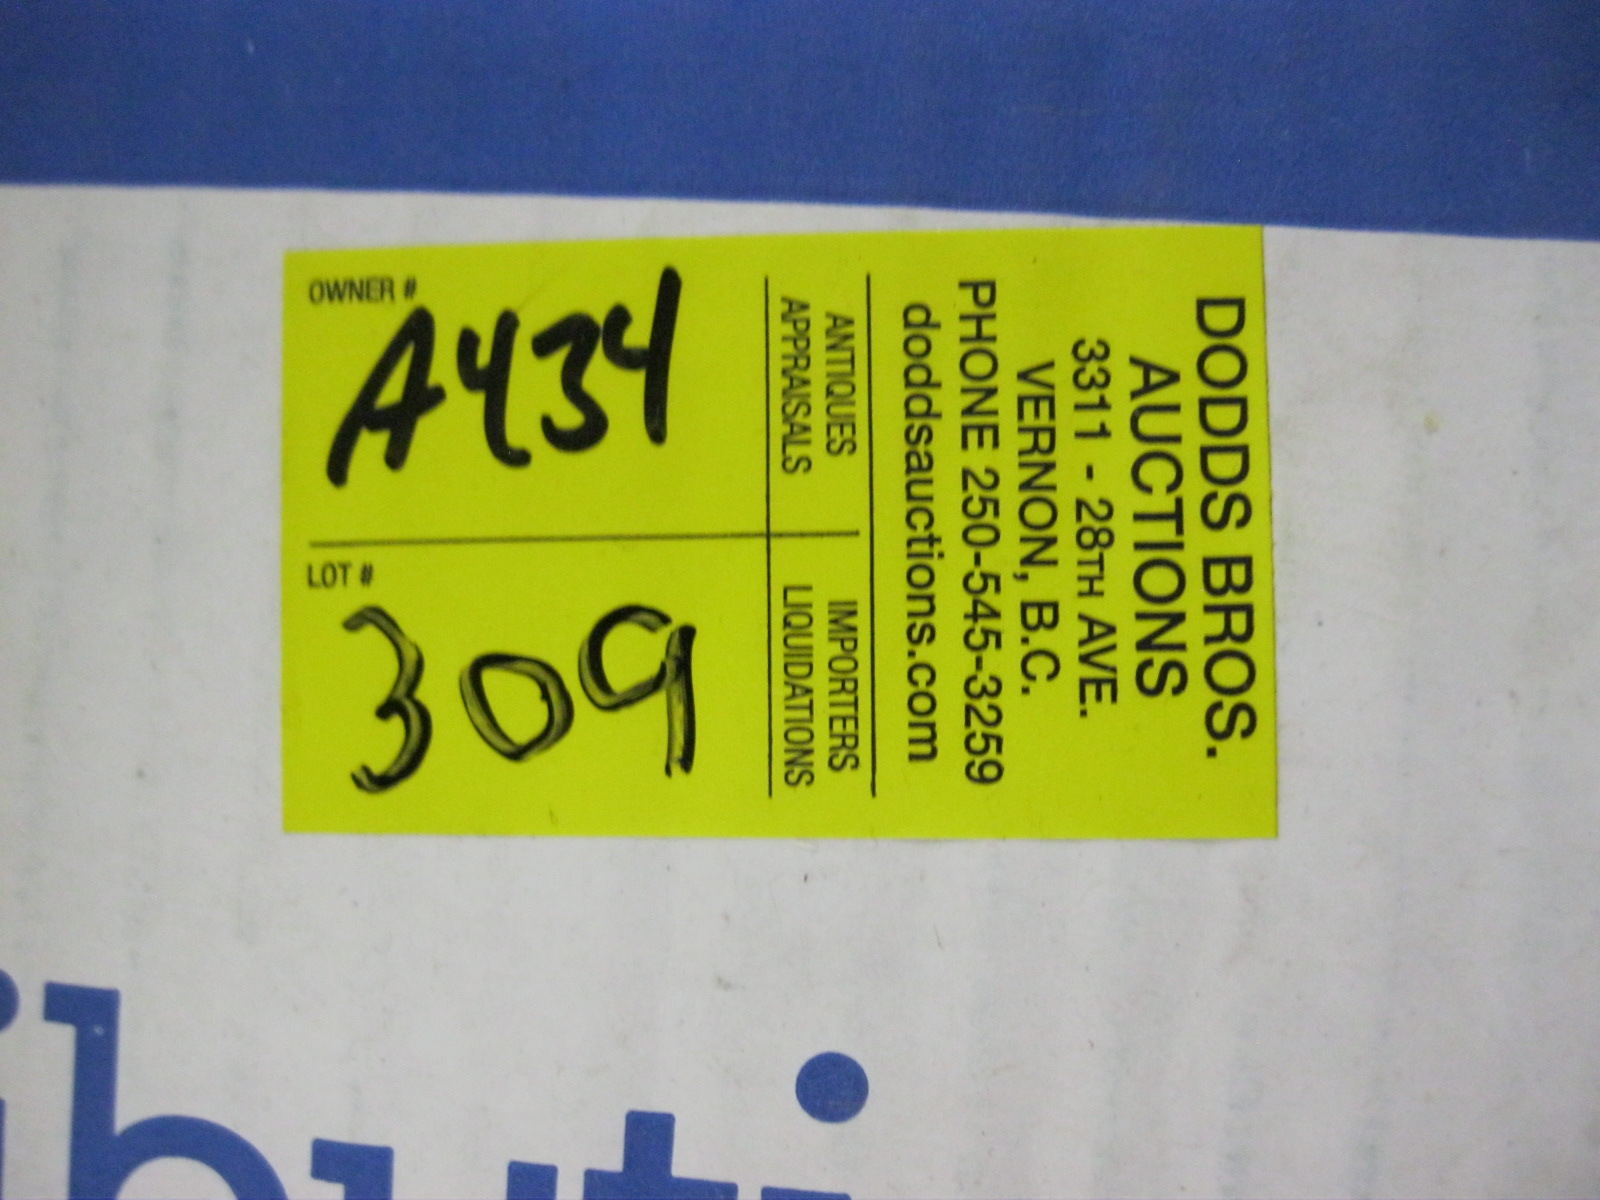 DODDS BROS.
AUCTIONS
3311 - 28TH AVE.
VERNON, B.C.
PHONE 250-545-3259
doddsauctions.com
ANTIQUES IMPORTERS
APPRAISALS LIQUIDATIONS
OWNER #
A434
LOT #
309
ibuti